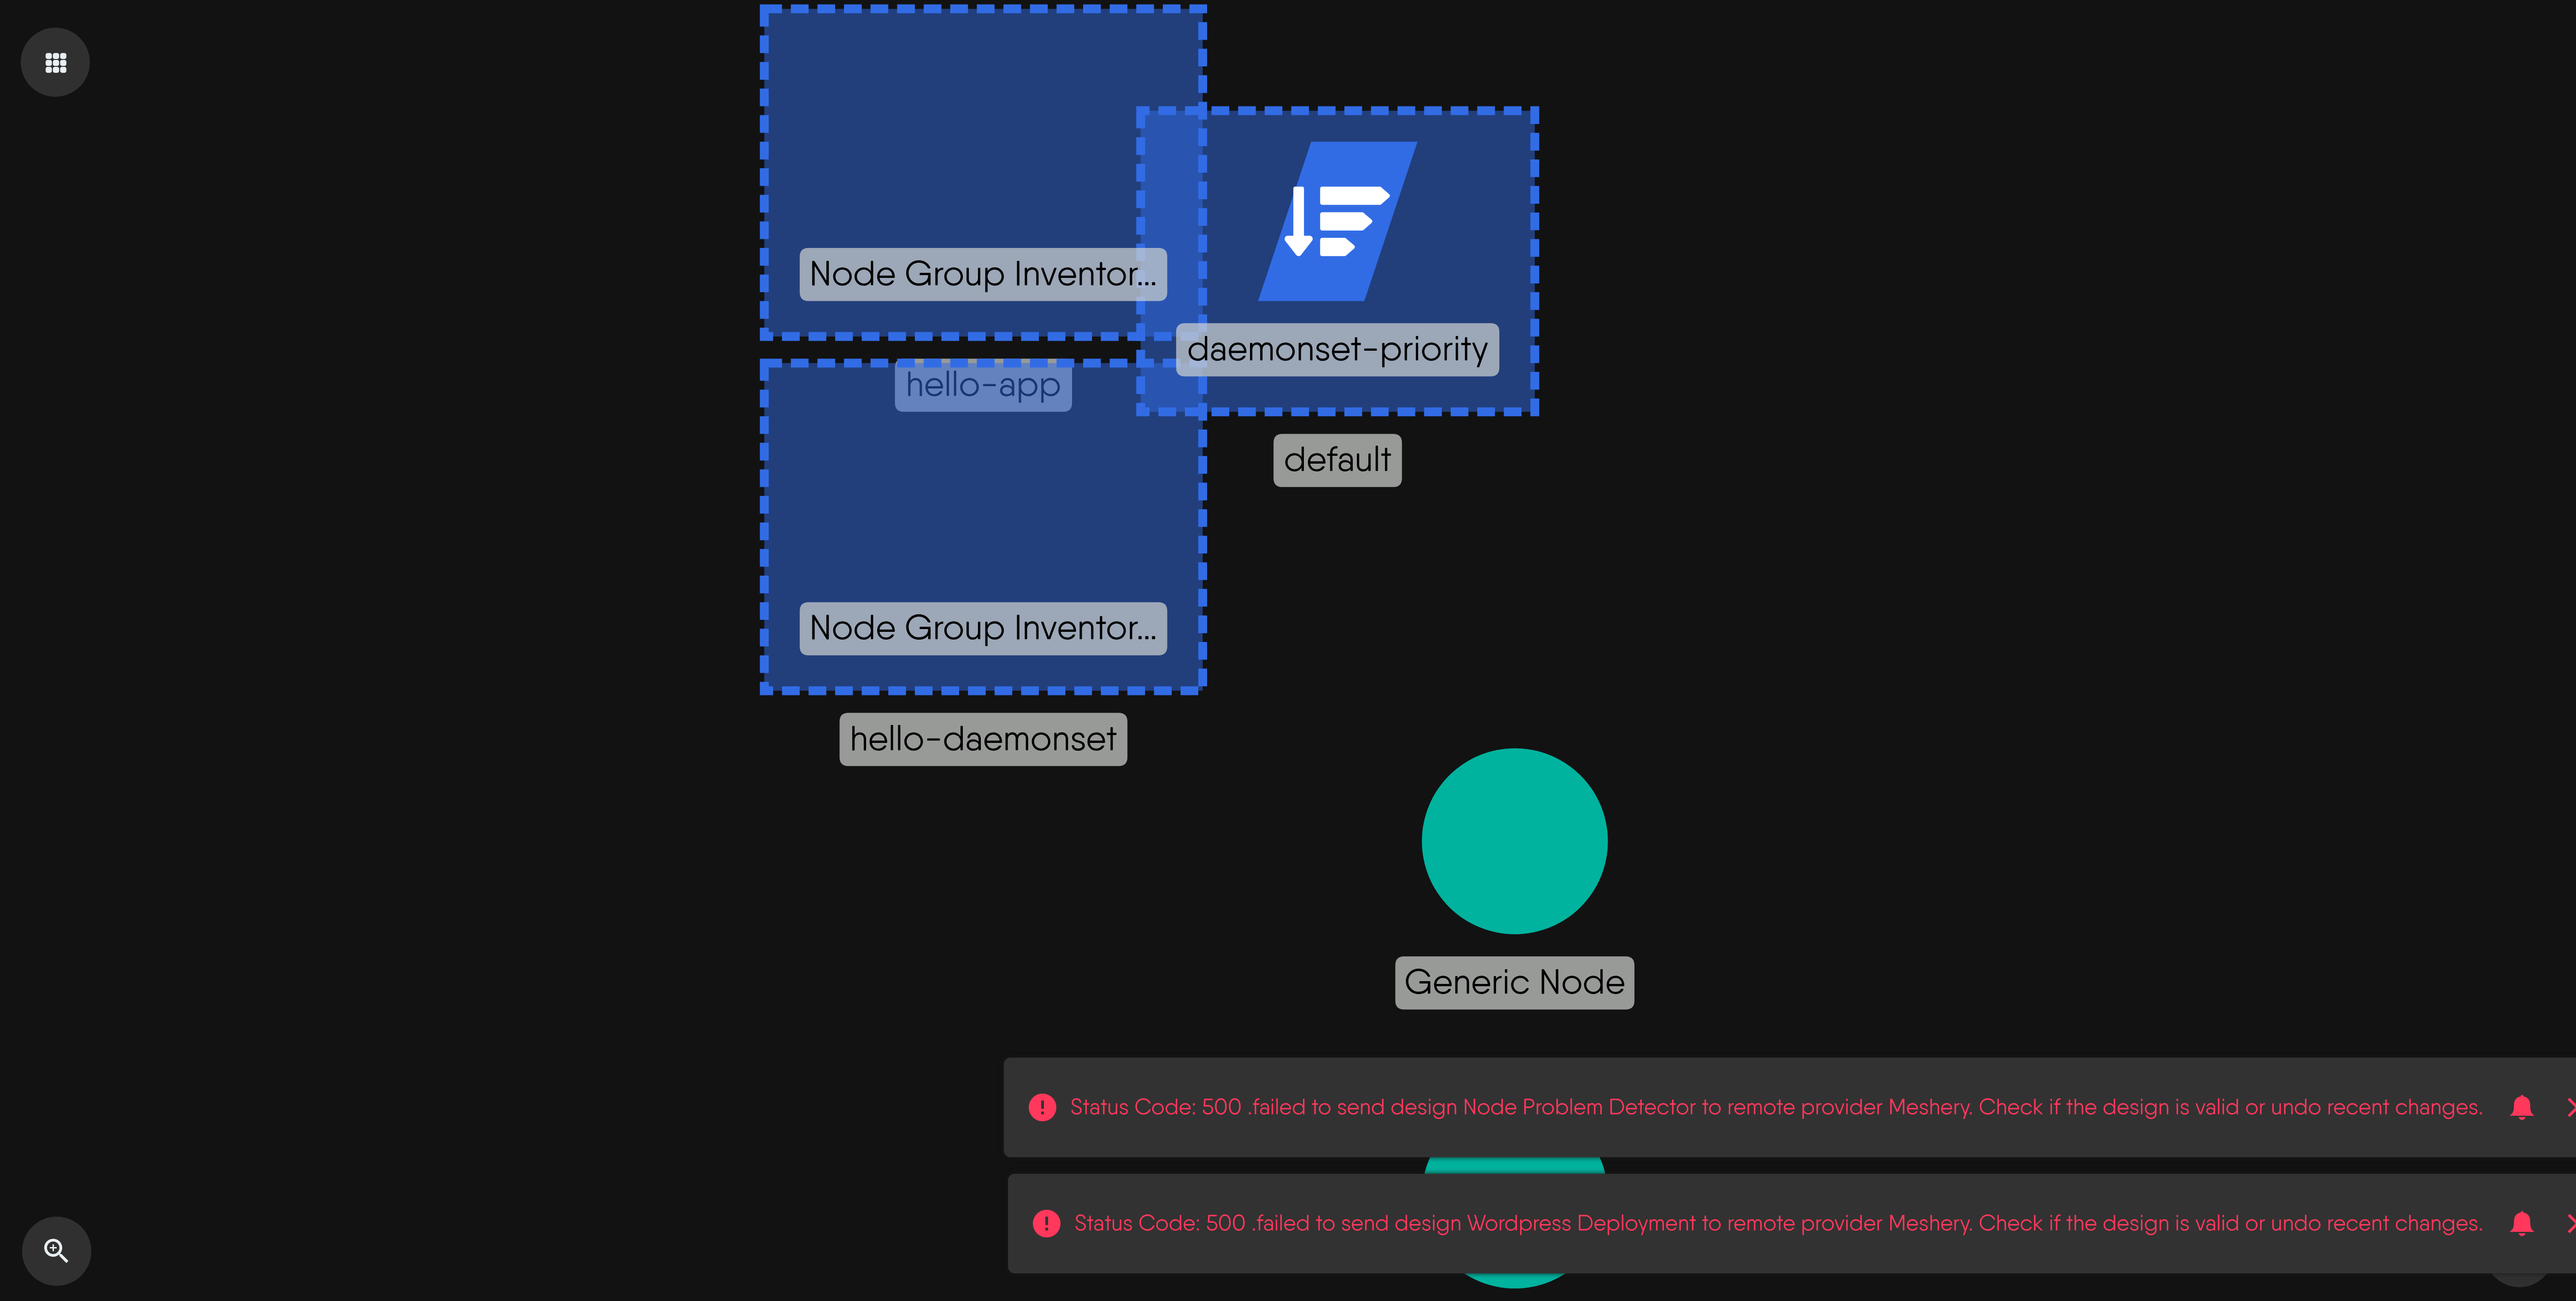 Node Group Inventor...
daemonset-priority
hello-app
default
Node Group Inventor...
hello-daemonset
Generic Node
Status Code: 500 .failed to send design Node Problem Detector to remote provider Meshery. Check if the design is valid or undo recent changes.
Status Code: 500 .failed to send design Wordpress Deployment to remote provider Meshery. Check if the design is valid or undo recent changes.